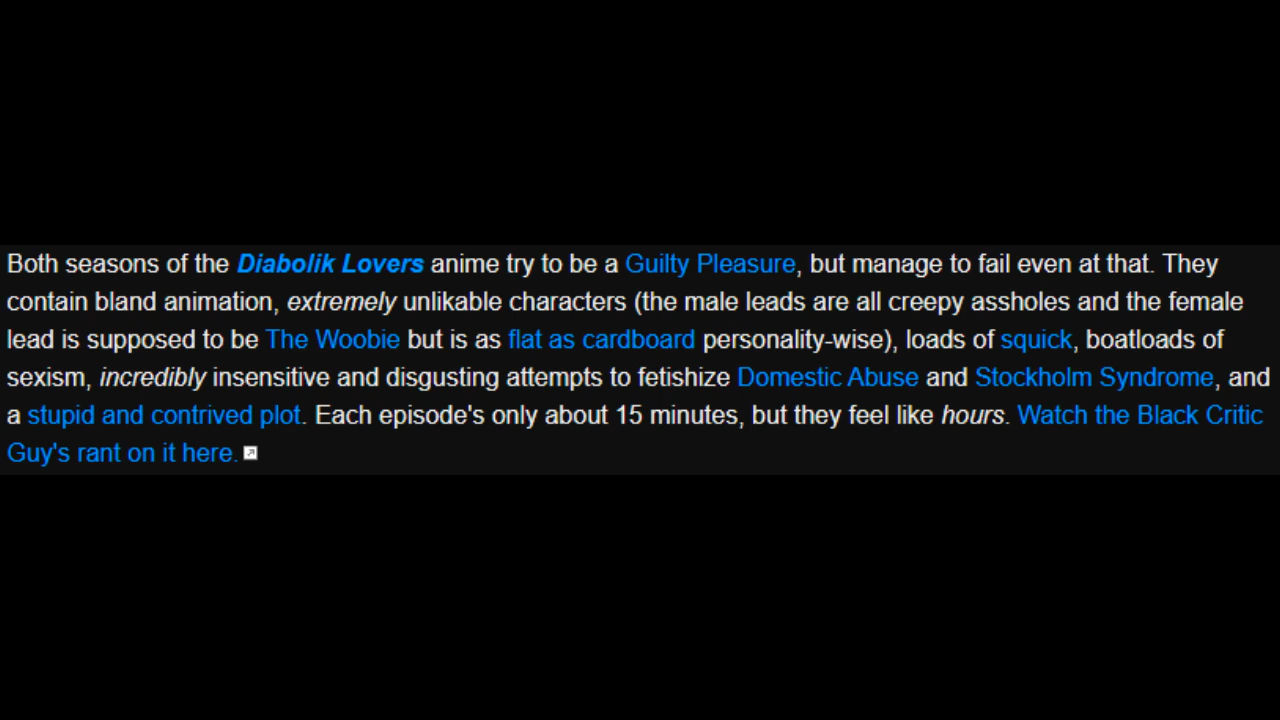 Both seasons of the Diabolik Lovers anime try to be a Guilty Pleasure, but manage to fail even at that. They
contain bland animation, extremely unlikable characters (the male leads are all creepy assholes and the female
lead is supposed to be The Woobie but is as flat as cardboard personality-wise), loads of squick, boatloads of
sexism, incredibly insensitive and disgusting attempts to fetishize Domestic Abuse and Stockholm Syndrome, and
a stupid and contrived plot. Each episode's only about 15 minutes, but they feel like hours. Watch the Black Critic
Guy's rant on it here.